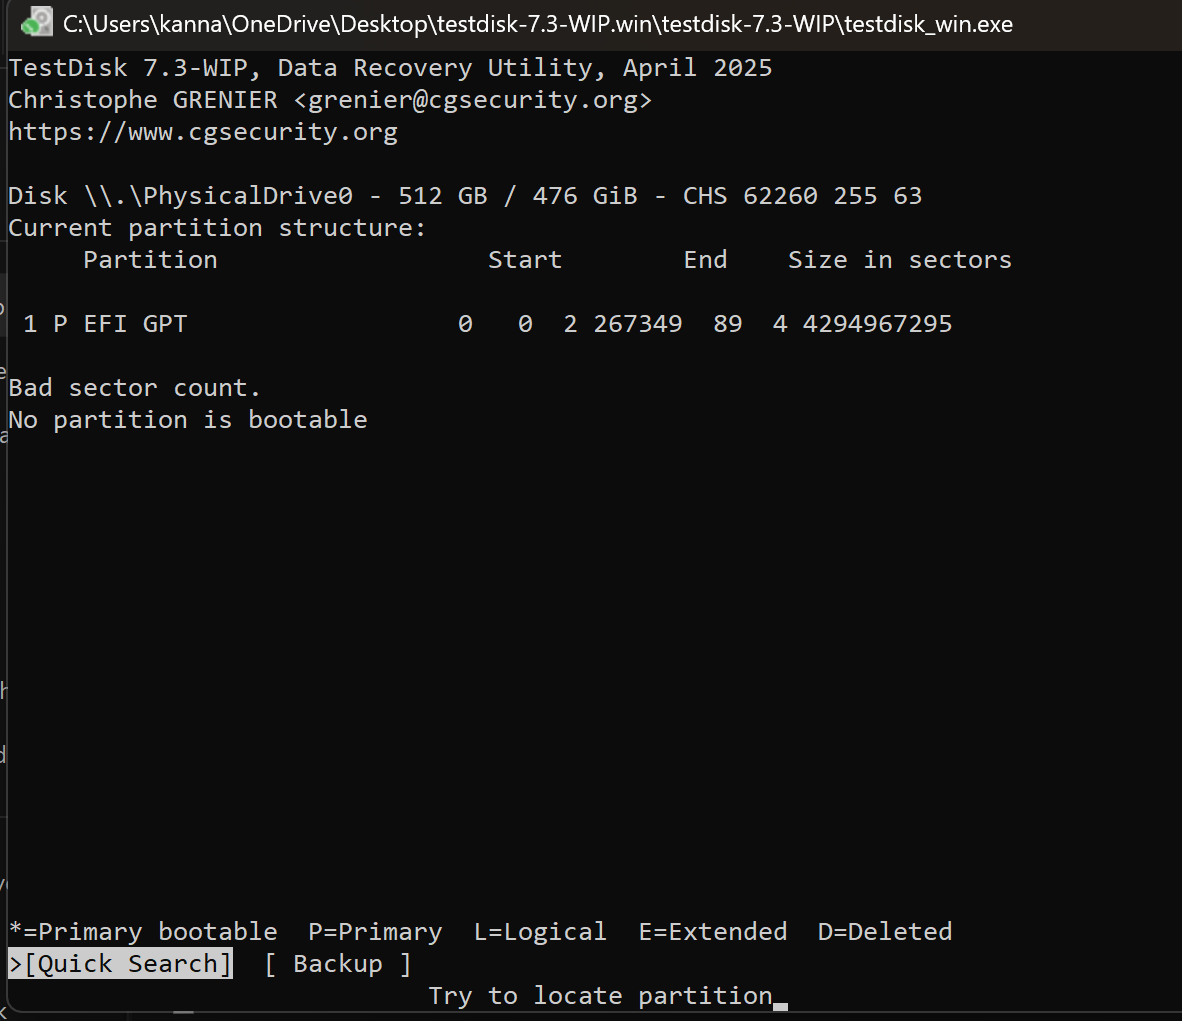 C:\Users\kanna\OneDrive\Desktop\testdisk-7.3-WIP.win\testdisk-7.3-WIP\testdisk_win.exe
TestDisk 7.3-WIP, Data Recovery Utility, April 2025
Christophe GRENIER <grenier@cgsecurity.org>
https://www.cgsecurity.org
Disk \\.\PhysicalDrive0 - 512 GB / 476 GiB - CHS 62260 255 63
Current partition structure:
Partition Start End Size in sectors
1 P EFI GPT 0 0 2 267349 89 4 4294967295
Bad sector count.
No partition is bootable
*=Primary bootable P=Primary L=Logical E=Extended D=Deleted
>[Quick Search] [ Backup ]
Try to locate partition_